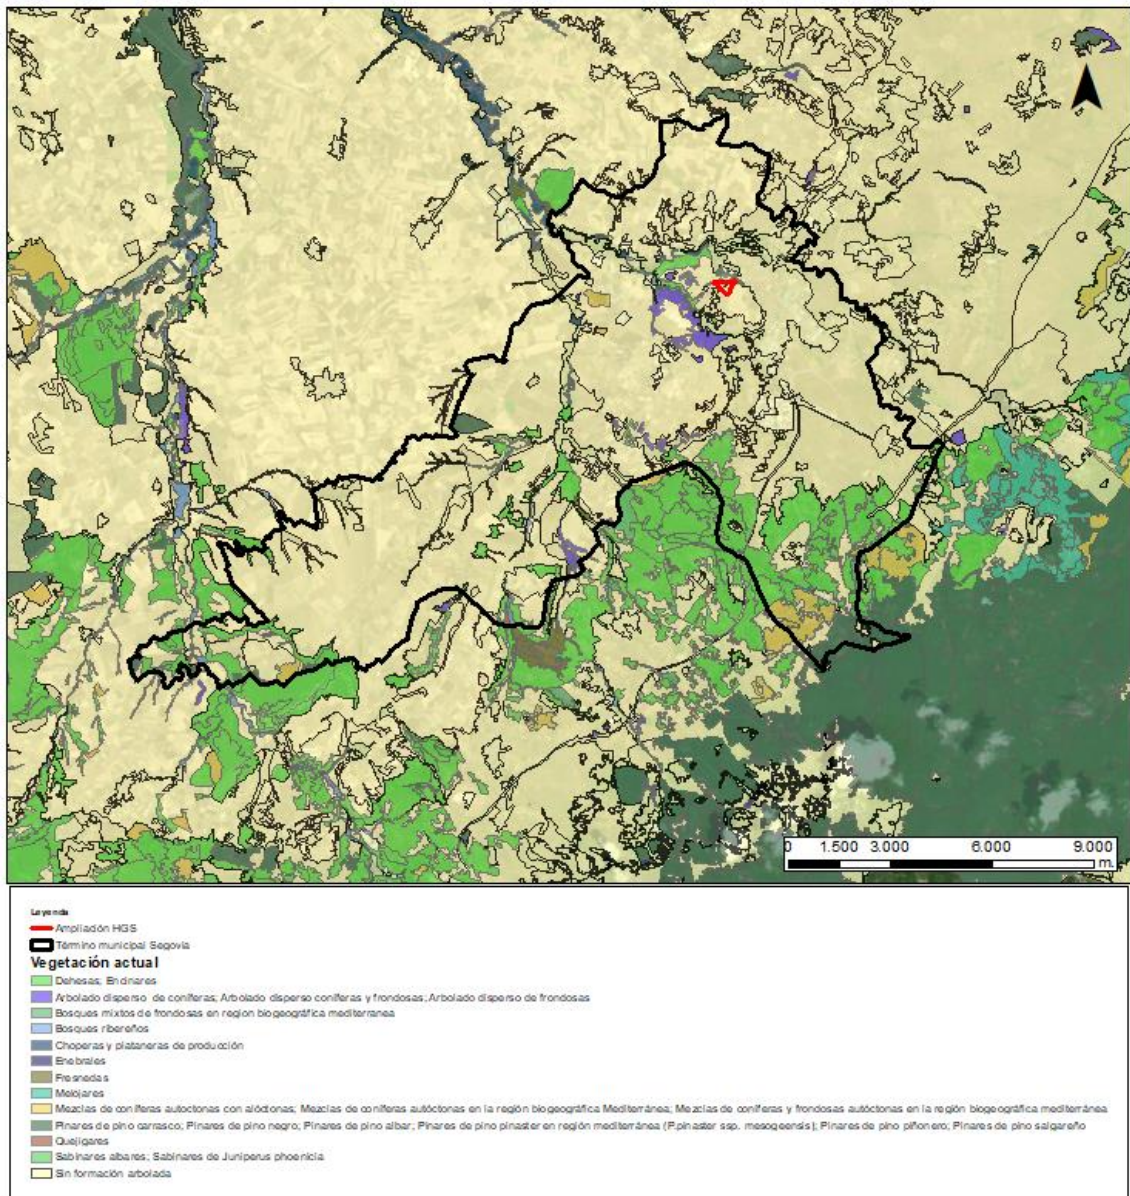 0 1.500 3.000 6.000 9.000
m.
Leyenda
Ampliación HGS
Término municipal Segovia
Vegetación actual
Dehesas; Encinares
Arbolado disperso de coníferas; Arbolado disperso coníferas y frondosas; Arbolado disperso de frondosas
Bosques mixtos de frondosas en region biogeográfica mediterranea
Bosques ribereños
Choperas y plataneras de producción
Enebrales
Fresnedas
Melojares
Mezclas de coníferas autoctonas con alóctonas; Mezclas de coníferas autóctonas en la región biogeográfica Mediterránea; Mezclas de coníferas y frondosas autóctonas en la región biogeográfica mediterránea
Pinares de pino carrasco; Pinares de pino negro; Pinares de pino albar; Pinares de pino pinaster en región mediterránea (P.pinaster ssp. mesogeensis); Pinares de pino piñonero; Pinares de pino salgareño
Quejigares
Sabinares albares; Sabinares de Juniperus phoenicia
Sin formación arbolada